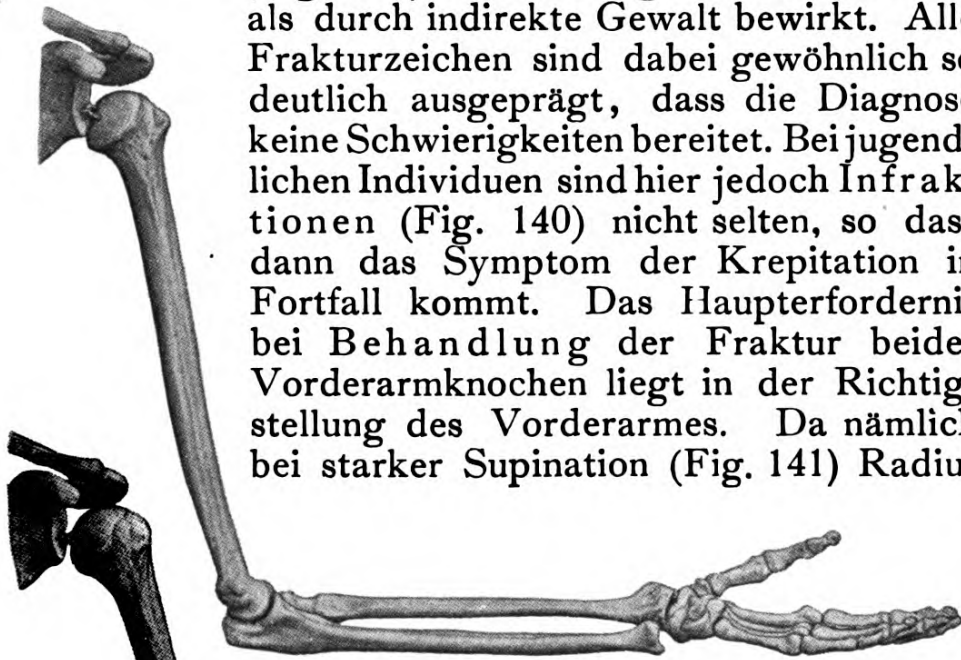 als durch indirekte Gewalt bewirkt. All
Frakturzeichen sind dabei gewöhnlich
deutlich ausgeprägt, dass die Diagnos
keine Schwierigkeiten bereitet. Bei jugend
lichen Individuen sind hier jedoch Infrak
tionen (Fig. 140) nicht selten, so das
dann das Symptom der Krepitation
Fortfall kommt. Das Haupterforderni
bei Behandlung der Fraktur beide
Vorderarmknochen liegt in der Richtig
stellung des Vorderarmes. Da nämlich
bei starker Supination (Fig. 141) Radiu